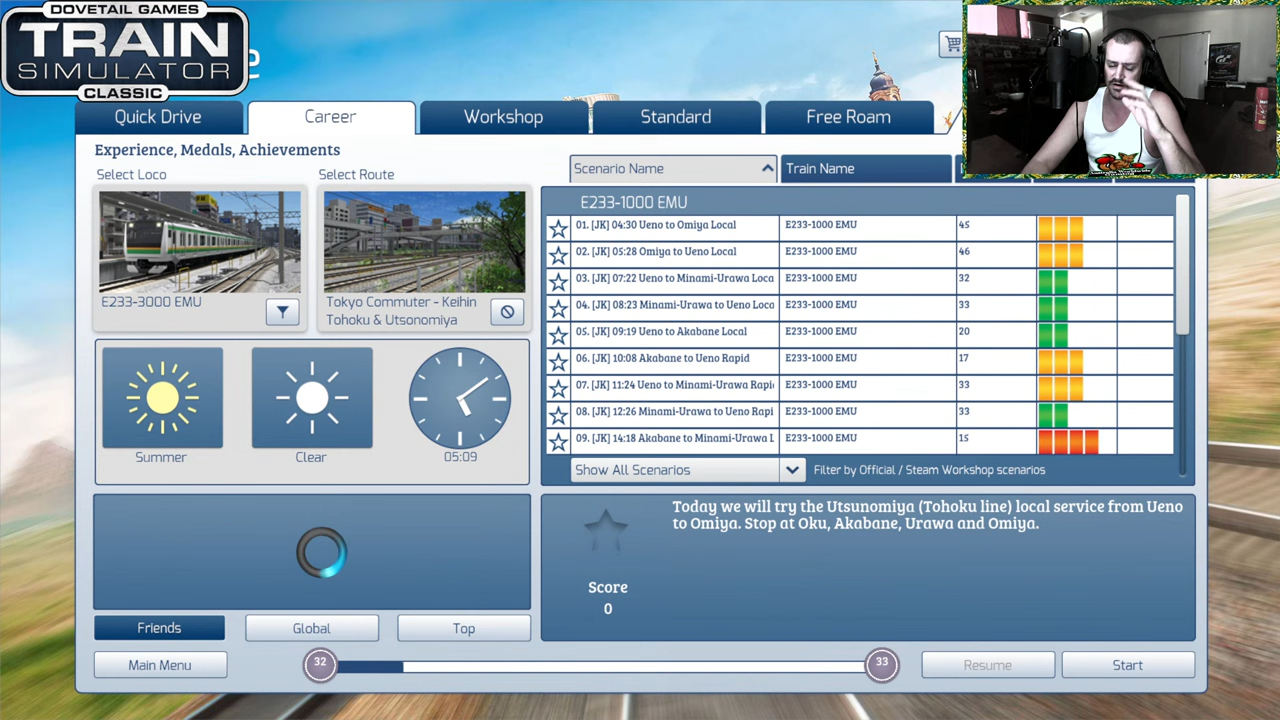 DOVETAIL GAMES
TRAIN
SIMULATOR
CLASSIC
Quick Drive
Career
Workshop
Standard
Free Roam
Experience, Medals, Achievements
Select Loco
Select Route
E233-3000 EMU
Tokyo Commuter - Keihin
Tohoku & Utsonomiya
Summer
Clear
05:09
Scenario Name
Train Name
E233-1000 EMU
01. [JK] 04:30 Ueno to Omiya Local E233-1000 EMU 45
02. [JK] 05:28 Omiya to Ueno Local E233-1000 EMU 46
03. [JK] 07:22 Ueno to Minami-Urawa Loca E233-1000 EMU 32
04. [JK] 08:23 Minami-Urawa to Ueno Loca E233-1000 EMU 33
05. [JK] 09:19 Ueno to Akabane Local E233-1000 EMU 20
06. [JK] 10:08 Akabane to Ueno Rapid E233-1000 EMU 17
07. [JK] 11:24 Ueno to Minami-Urawa Rapi E233-1000 EMU 33
08. [JK] 12:26 Minami-Urawa to Ueno Rapi E233-1000 EMU 33
09. [JK] 14:18 Akabane to Minami-Urawa L E233-1000 EMU 15
Show All Scenarios
Filter by Official / Steam Workshop scenarios
Today we will try the Utsunomiya (Tohoku line) local service from Ueno
to Omiya. Stop at Oku, Akabane, Urawa and Omiya.
Score
0
Friends
Global
Top
Main Menu
32
33
Resume
Start